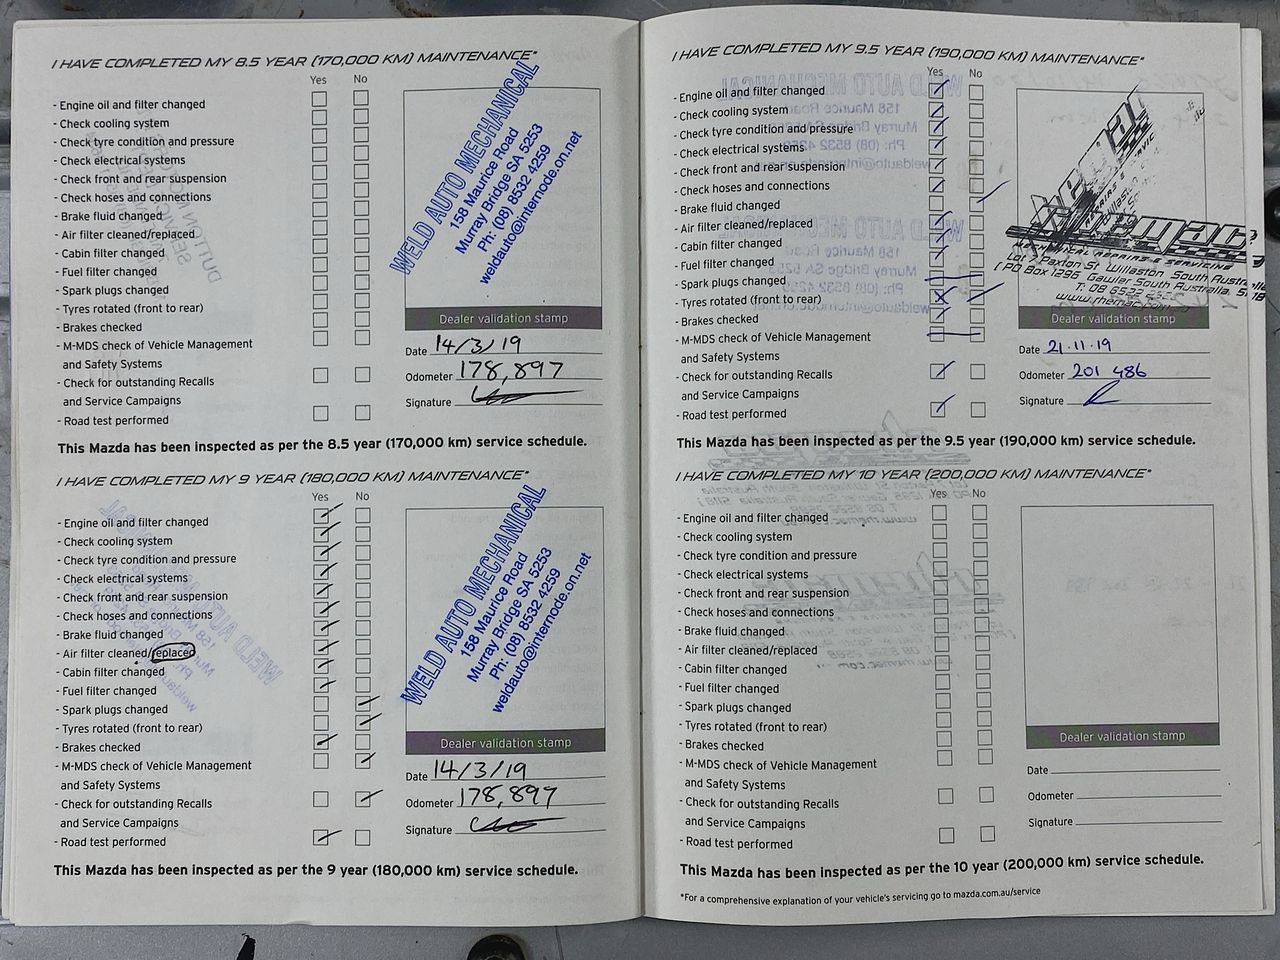 I HAVE COMPLETED MY 8.5 YEAR (170,000 KM) MAINTENANCE*
Yes No
- Engine oil and filter changed
- Check cooling system
- Check tyre condition and pressure
- Check electrical systems
- Check front and rear suspension
- Check hoses and connections
- Brake fluid changed
- Air filter cleaned/replaced
- Cabin filter changed
- Fuel filter changed
- Spark plugs changed
- Tyres rotated (front to rear)
- Brakes checked
- M-MDS check of Vehicle Management
and Safety Systems
- Check for outstanding Recalls
and Service Campaigns
- Road test performed
WELD AUTO MECHANICAL
158 Maurice Road
Murray Bridge SA 5253
Ph: (08) 8532 4259
weldauto@internode.on.net
Dealer validation stamp
Date 14/3/19
Odometer 178,897
Signature
This Mazda has been inspected as per the 8.5 year (170,000 km) service schedule.
I HAVE COMPLETED MY 9 YEAR (180,000 KM) MAINTENANCE*
Yes No
- Engine oil and filter changed
- Check cooling system
- Check tyre condition and pressure
- Check electrical systems
- Check front and rear suspension
- Check hoses and connections
- Brake fluid changed
- Air filter cleaned/replaced
- Cabin filter changed
- Fuel filter changed
- Spark plugs changed
- Tyres rotated (front to rear)
- Brakes checked
- M-MDS check of Vehicle Management
and Safety Systems
- Check for outstanding Recalls
and Service Campaigns
- Road test performed
WELD AUTO MECHANICAL
158 Maurice Road
Murray Bridge SA 5253
Ph: (08) 8532 4259
weldauto@internode.on.net
Dealer validation stamp
Date 14/3/19
Odometer 178,897
Signature
This Mazda has been inspected as per the 9 year (180,000 km) service schedule.
I HAVE COMPLETED MY 9.5 YEAR (190,000 KM) MAINTENANCE*
Yes No
- Engine oil and filter changed
- Check cooling system
- Check tyre condition and pressure
- Check electrical systems
- Check front and rear suspension
- Check hoses and connections
- Brake fluid changed
- Air filter cleaned/replaced
- Cabin filter changed
- Fuel filter changed
- Spark plugs changed
- Tyres rotated (front to rear)
- Brakes checked
- M-MDS check of Vehicle Management
and Safety Systems
- Check for outstanding Recalls
and Service Campaigns
- Road test performed
MECHANICAL REPAIRS & SERVICING
Lot 7 Paxton St Willaston South Australia
PO Box 1295 Gawler South Australia
T: 08 6522
Dealer validation stamp
Date 21.11.19
Odometer 201 486
Signature
This Mazda has been inspected as per the 9.5 year (190,000 km) service schedule.
I HAVE COMPLETED MY 10 YEAR (200,000 KM) MAINTENANCE*
Yes No
- Engine oil and filter changed
- Check cooling system
- Check tyre condition and pressure
- Check electrical systems
- Check front and rear suspension
- Check hoses and connections
- Brake fluid changed
- Air filter cleaned/replaced
- Cabin filter changed
- Fuel filter changed
- Spark plugs changed
- Tyres rotated (front to rear)
- Brakes checked
- M-MDS check of Vehicle Management
and Safety Systems
- Check for outstanding Recalls
and Service Campaigns
- Road test performed
Dealer validation stamp
Date
Odometer
Signature
This Mazda has been inspected as per the 10 year (200,000 km) service schedule.
*For a comprehensive explanation of your vehicle's servicing go to mazda.com.au/service